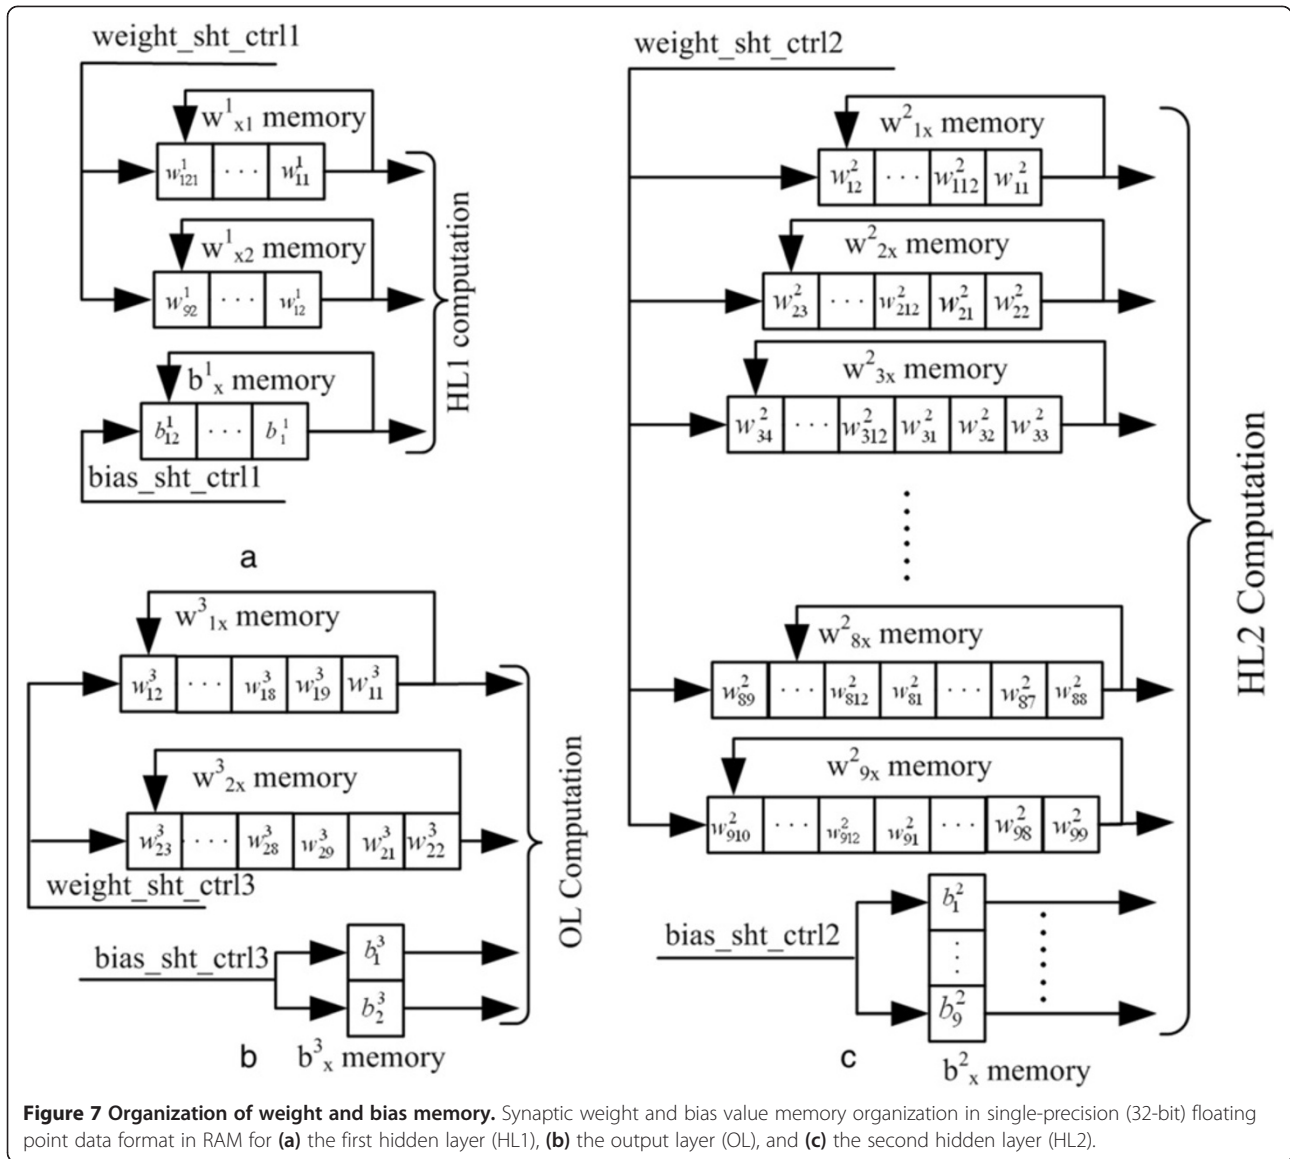 weight_sht_ctrl1
w¹ₓ₁ memory
w¹₁₂₁ ··· w¹₁₁
w¹ₓ₂ memory
w¹₉₂ ··· w¹₁₂
b¹ₓ memory
b¹₁₂ ··· b¹₁
bias_sht_ctrl1
HL1 computation
a
w³₁ₓ memory
w³₁₂ ··· w³₁₈ w³₁₉ w³₁₁
w³₂ₓ memory
w³₂₃ ··· w³₂₈ w³₂₉ w³₂₁ w³₂₂
weight_sht_ctrl3
bias_sht_ctrl3
b³₁
b³₂
b³ₓ memory
OL Computation
b
weight_sht_ctrl2
w²₁ₓ memory
w²₁₂ ··· w²₁₁₂ w²₁₁
w²₂ₓ memory
w²₂₃ ··· w²₂₁₂ w²₂₁ w²₂₂
w²₃ₓ memory
w²₃₄ ··· w²₃₁₂ w²₃₁ w²₃₂ w²₃₃
w²₈ₓ memory
w²₈₉ ··· w²₈₁₂ w²₈₁ ··· w²₈₇ w²₈₈
w²₉ₓ memory
w²₉₁₀ ··· w²₉₁₂ w²₉₁ ··· w²₉₈ w²₉₉
bias_sht_ctrl2
b²₁
⋮
b²₉
b²ₓ memory
HL2 Computation
c
Figure 7 Organization of weight and bias memory. Synaptic weight and bias value memory organization in single-precision (32-bit) floating
point data format in RAM for (a) the first hidden layer (HL1), (b) the output layer (OL), and (c) the second hidden layer (HL2).